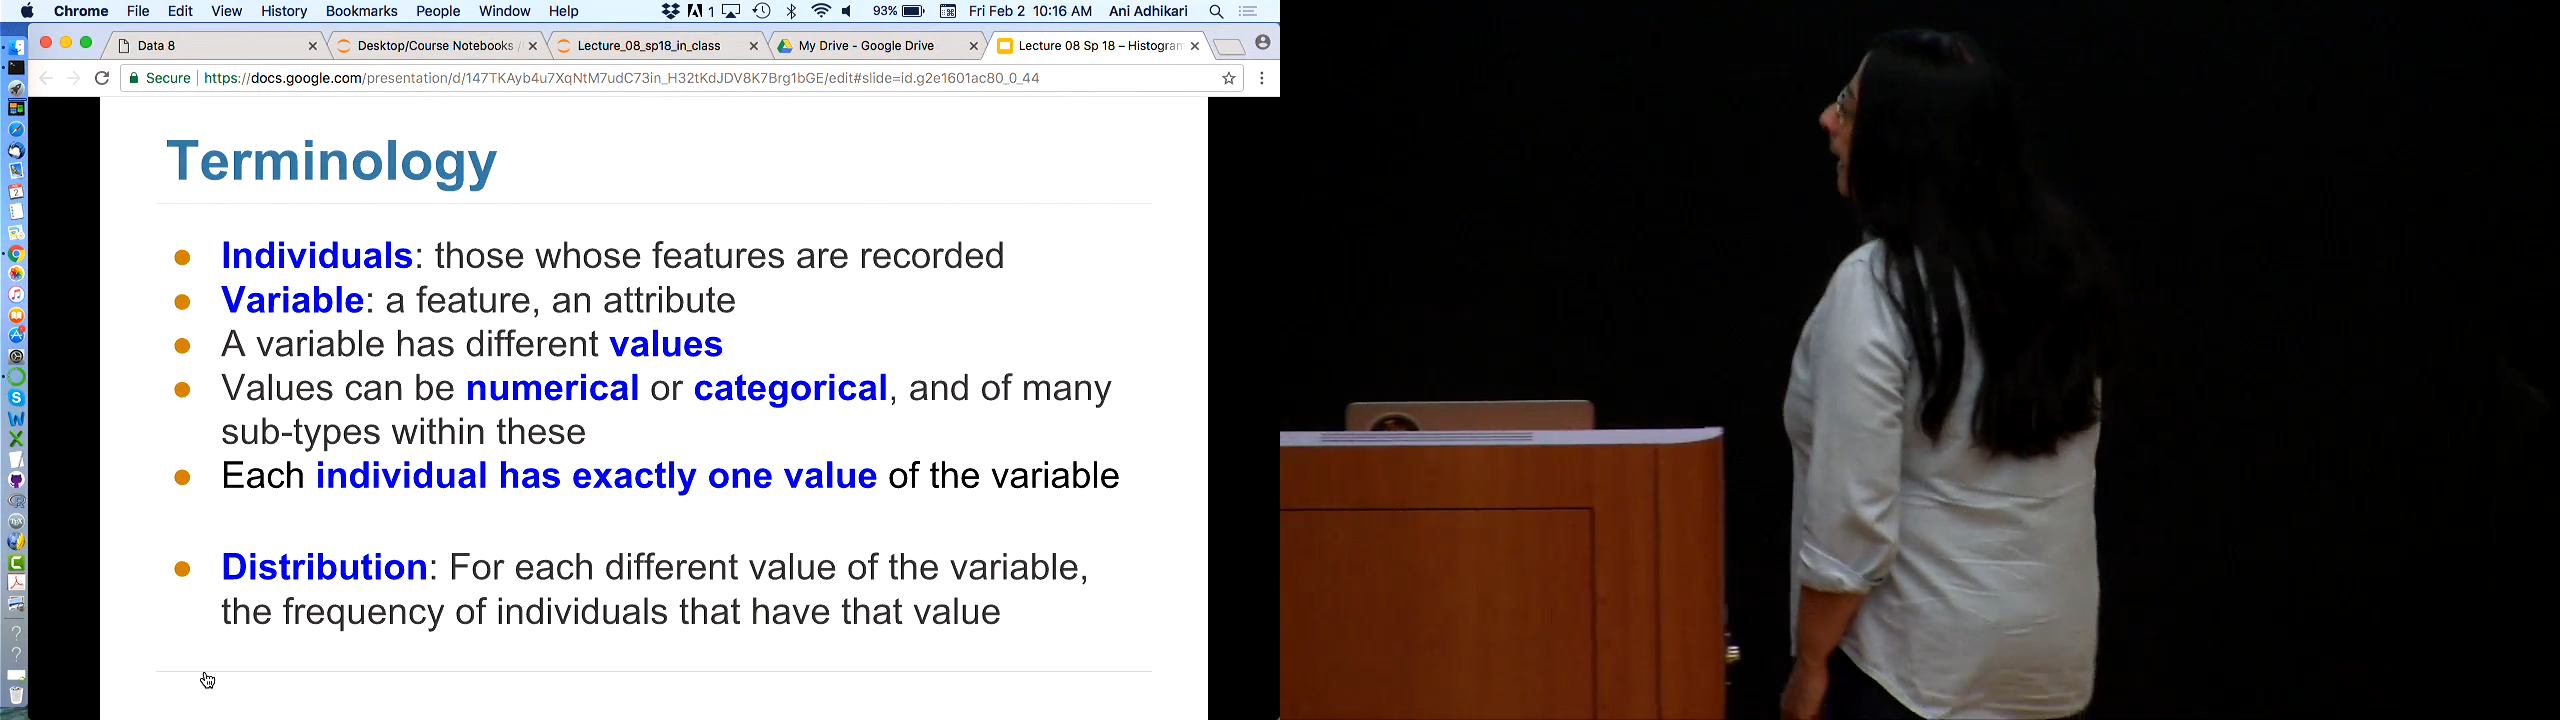 Chrome File Edit View History Bookmarks People Window Help 1 93% Fri Feb 2 10:16 AM Ani Adhikari
Data 8 Desktop/Course Notebooks Lecture_08_sp18_in_class My Drive - Google Drive Lecture 08 Sp 18 – Histogram
Secure https://docs.google.com/presentation/d/147TKAyb4u7XqNtM7udC73in_H32tKdJDV8K7Brg1bGE/edit#slide=id.g2e1601ac80_0_44
Terminology
● Individuals: those whose features are recorded
● Variable: a feature, an attribute
● A variable has different values
● Values can be numerical or categorical, and of many
sub-types within these
● Each individual has exactly one value of the variable
● Distribution: For each different value of the variable,
the frequency of individuals that have that value